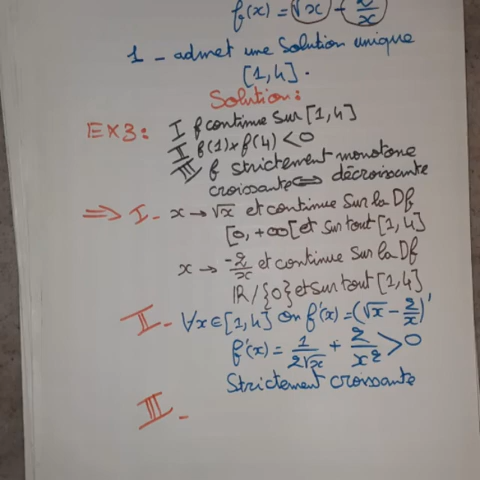 f(x) = √x - 2/x
1 - admet une Solution unique
[1,4].
Solution:
EX3: I f continue sur [1,4]
II f(1)×f(4) < 0
III f strictement monotone
croissante ⇔ décroissante
⇒ I - x → √x et continue sur la Df
[0, +∞[ et sur tout [1,4]
x → -2/x et continue sur la Df
IR/{0} et sur tout [1,4]
II - ∀x ∈ [1,4] on f'(x) = (√x - 2/x)'
f'(x) = 1/2√x + 2/x² > 0
Strictement croissante
III -